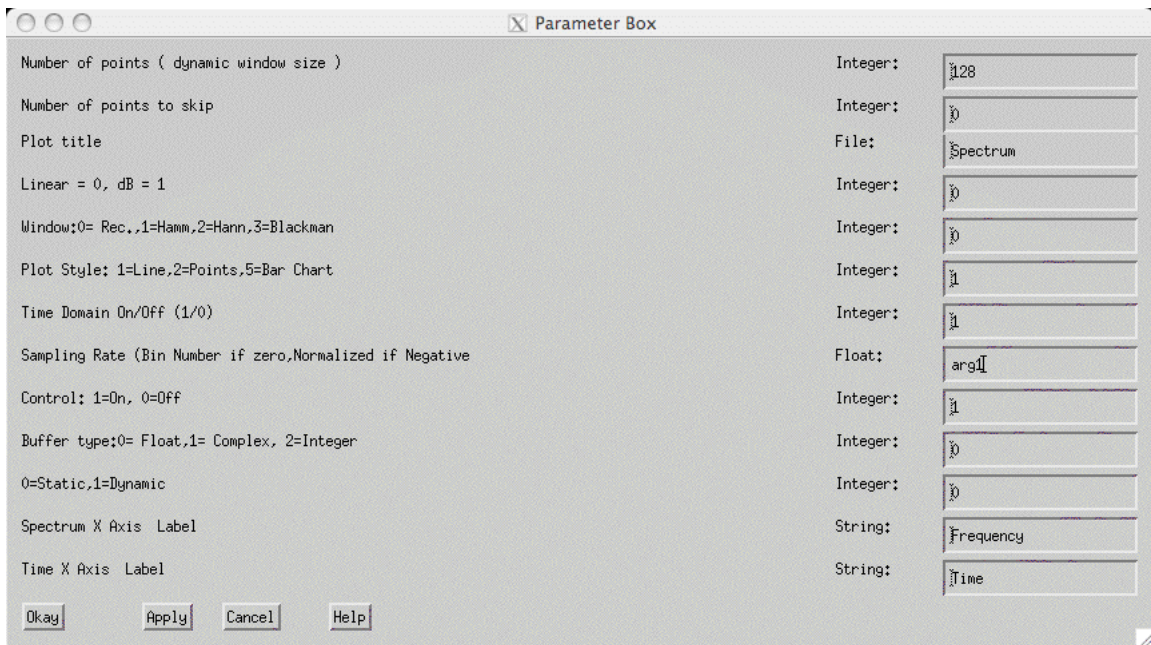 Parameter Box
Number of points ( dynamic window size ) Integer: 128
Number of points to skip Integer: 0
Plot title File: Spectrum
Linear = 0, dB = 1 Integer: 0
Window:0= Rec.,1=Hamm,2=Hann,3=Blackman Integer: 0
Plot Style: 1=Line,2=Points,5=Bar Chart Integer: 1
Time Domain On/Off (1/0) Integer: 1
Sampling Rate (Bin Number if zero,Normalized if Negative Float: arg1
Control: 1=On, 0=Off Integer: 1
Buffer type:0= Float,1= Complex, 2=Integer Integer: 0
0=Static,1=Dynamic Integer: 0
Spectrum X Axis  Label String: Frequency
Time X Axis  Label String: Time
Okay Apply Cancel Help